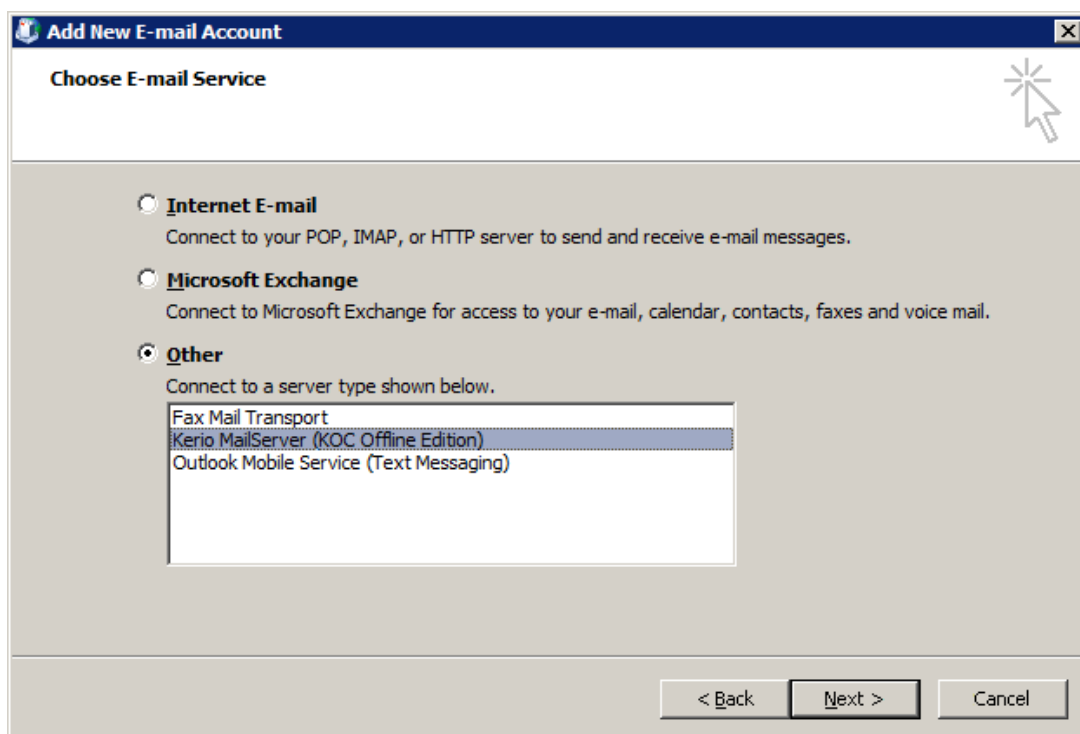 Add New E-mail Account
Choose E-mail Service
Internet E-mail
Connect to your POP, IMAP, or HTTP server to send and receive e-mail messages.
Microsoft Exchange
Connect to Microsoft Exchange for access to your e-mail, calendar, contacts, faxes and voice mail.
Other
Connect to a server type shown below.
Fax Mail Transport
Kerio MailServer (KOC Offline Edition)
Outlook Mobile Service (Text Messaging)
< Back Next > Cancel